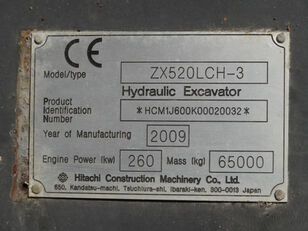 CE
Model/type ZX520LCH-3
Hydraulic Excavator
Product
Identification *HCM1J600K00020032*
Number
Year of Manufacturing 2009
Engine Power (kw) 260 Mass (kg) 65000
Hitachi Construction Machinery Co., Ltd.
650, Kandatsu-machi, Tsuchiura-shi, Ibaraki-ken, 300-0013 Japan